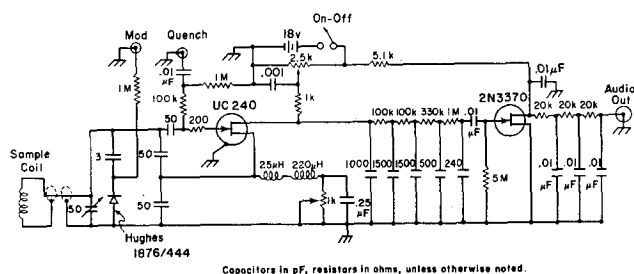 Mod
Quench
On-Off
18v
2.5k
5.1k
.01
μF
1M
.001
1M
100k
1k
UC 240
2N3370
.01μF
Audio
Out
50
200
100k
100k
330k
1M
.01
μF
20k
20k
20k
Sample
Coil
3
50
25μH
220μH
1000
1500
1500
500
240
5M
.01
μF
.01
μF
.01
μF
50
50
1k
.25
μF
Hughes
1876/444
Capacitors in pF, resistors in ohms, unless otherwise noted.